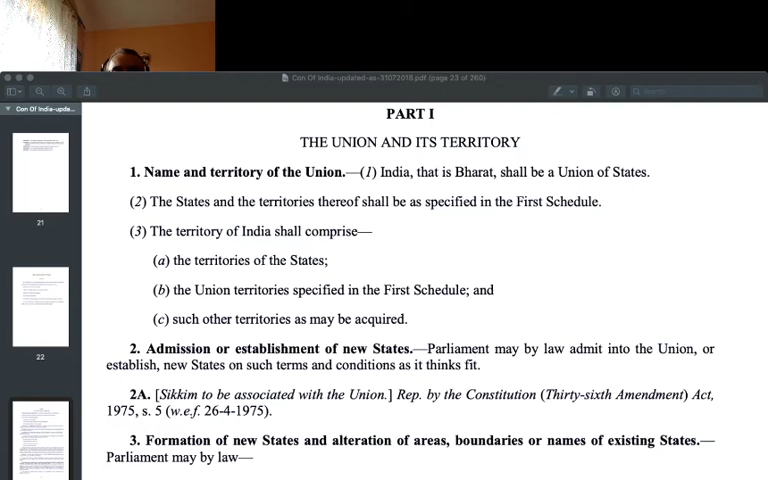 Con Of India-updated-as-31072018.pdf (page 23 of 260)
Search
Con Of India-upda...
21
22
PART I
THE UNION AND ITS TERRITORY
1. Name and territory of the Union.—(1) India, that is Bharat, shall be a Union of States.
(2) The States and the territories thereof shall be as specified in the First Schedule.
(3) The territory of India shall comprise—
(a) the territories of the States;
(b) the Union territories specified in the First Schedule; and
(c) such other territories as may be acquired.
2. Admission or establishment of new States.—Parliament may by law admit into the Union, or
establish, new States on such terms and conditions as it thinks fit.
2A. [Sikkim to be associated with the Union.] Rep. by the Constitution (Thirty-sixth Amendment) Act,
1975, s. 5 (w.e.f. 26-4-1975).
3. Formation of new States and alteration of areas, boundaries or names of existing States.—
Parliament may by law—